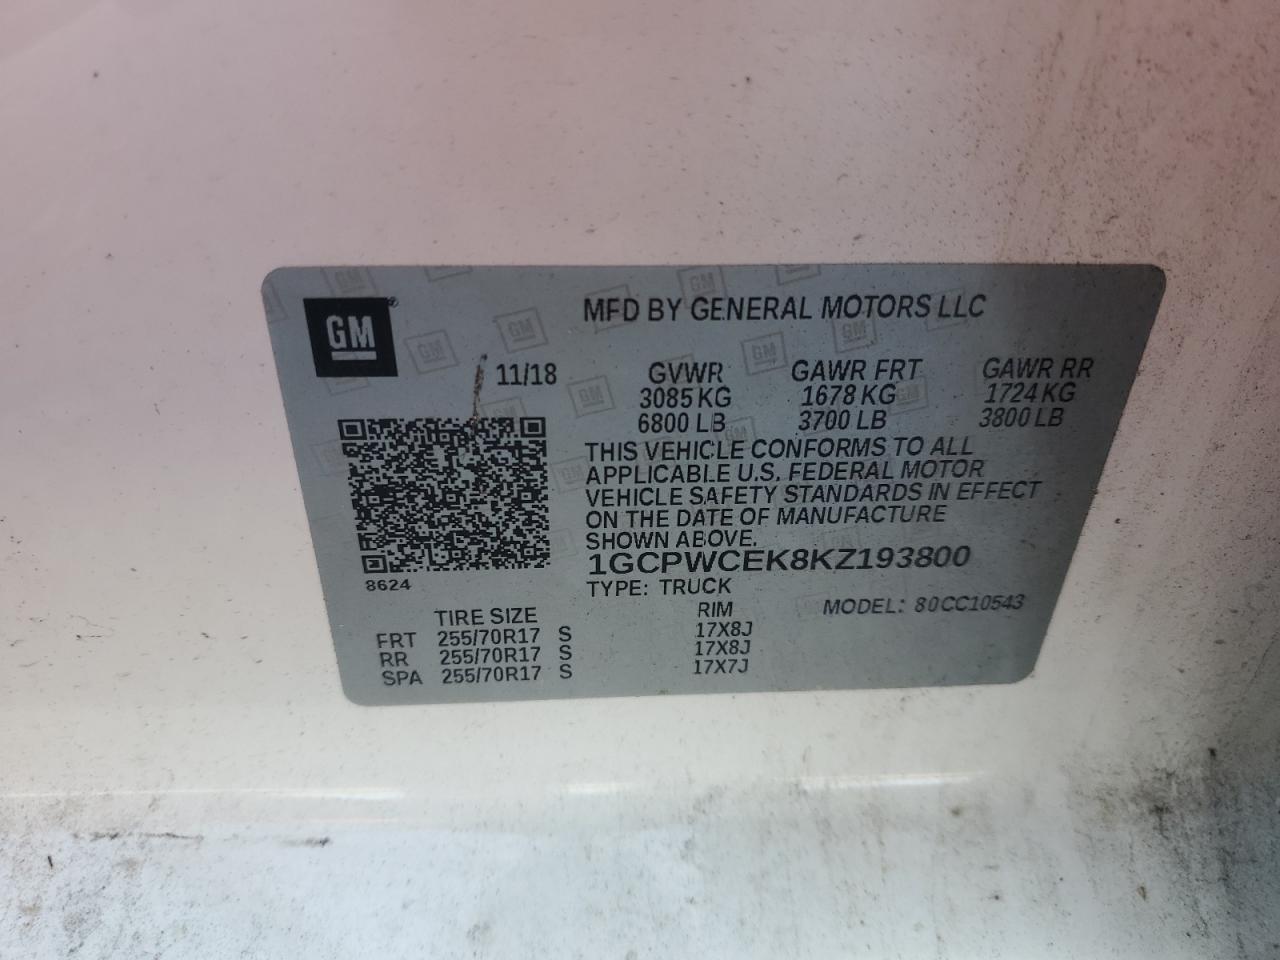 GM
MFD BY GENERAL MOTORS LLC
11/18
GVWR GAWR FRT GAWR RR
3085 KG 1678 KG 1724 KG
6800 LB 3700 LB 3800 LB
THIS VEHICLE CONFORMS TO ALL
APPLICABLE U.S. FEDERAL MOTOR
VEHICLE SAFETY STANDARDS IN EFFECT
ON THE DATE OF MANUFACTURE
SHOWN ABOVE.
1GCPWCEK8KZ193800
8624
TYPE: TRUCK
MODEL: 80CC10543
TIRE SIZE RIM
FRT 255/70R17 S 17X8J
RR 255/70R17 S 17X8J
SPA 255/70R17 S 17X7J